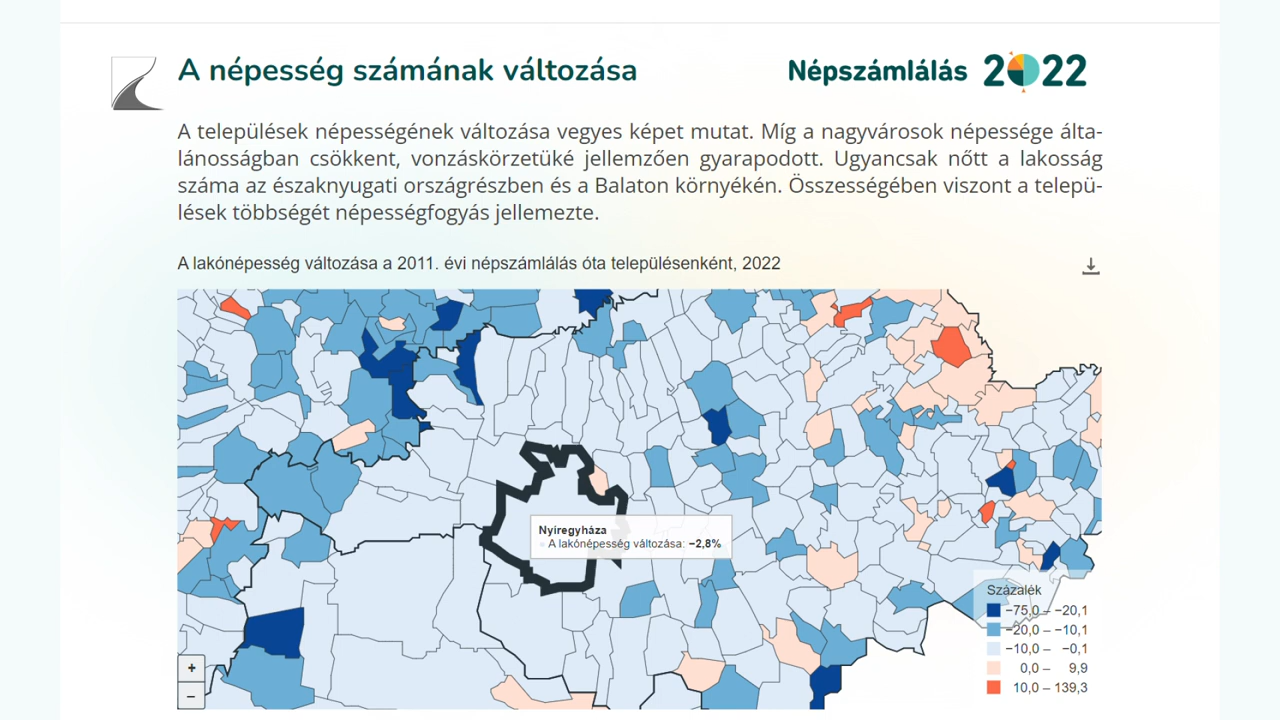 A népesség számának változása
Népszámlálás 2022
A települések népességének változása vegyes képet mutat. Míg a nagyvárosok népessége álta-
lánosságban csökkent, vonzáskörzetüké jellemzően gyarapodott. Ugyancsak nőtt a lakosság
száma az északnyugati országrészben és a Balaton környékén. Összességében viszont a telepü-
lések többségét népességfogyás jellemezte.
A lakónépesség változása a 2011. évi népszámlálás óta településenként, 2022
Nyíregyháza
A lakónépesség változása: −2,8%
Százalék
−75,0 – −20,1
−20,0 – −10,1
−10,0 – −0,1
0,0 – 9,9
10,0 – 139,3
+
−